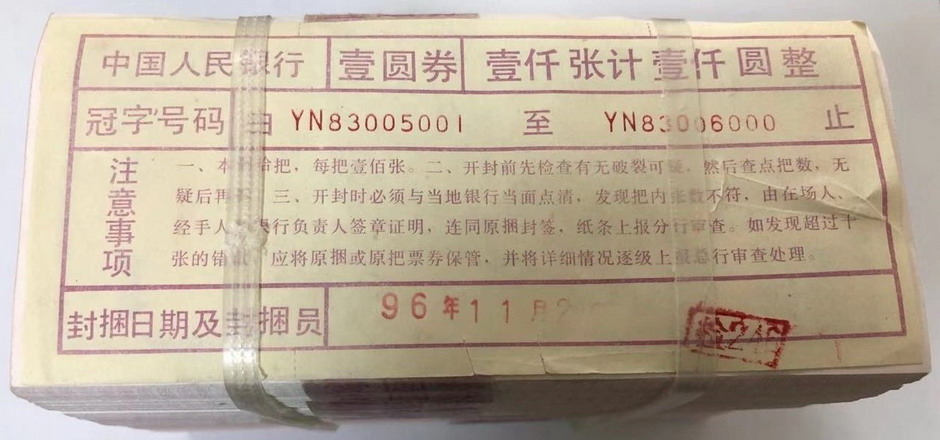 中国人民银行 壹圆券 壹仟张计壹仟圆整
冠字号码 由 YN83005001 至 YN83006000 止
注意事项
一、本捆拾把，每把壹佰张。二、开封前先检查有无破裂可疑，然后查点把数，无
疑后再 三、开封时必须与当地银行当面点清，发现把内张数不符，由在场人、
经手人 银行负责人签章证明，连同原捆封签，纸条上报分行审查。如发现超过十
张的错 应将原捆或原把票券保管，并将详细情况逐级上报总行审查处理。
封捆日期及封捆员 96年11月2